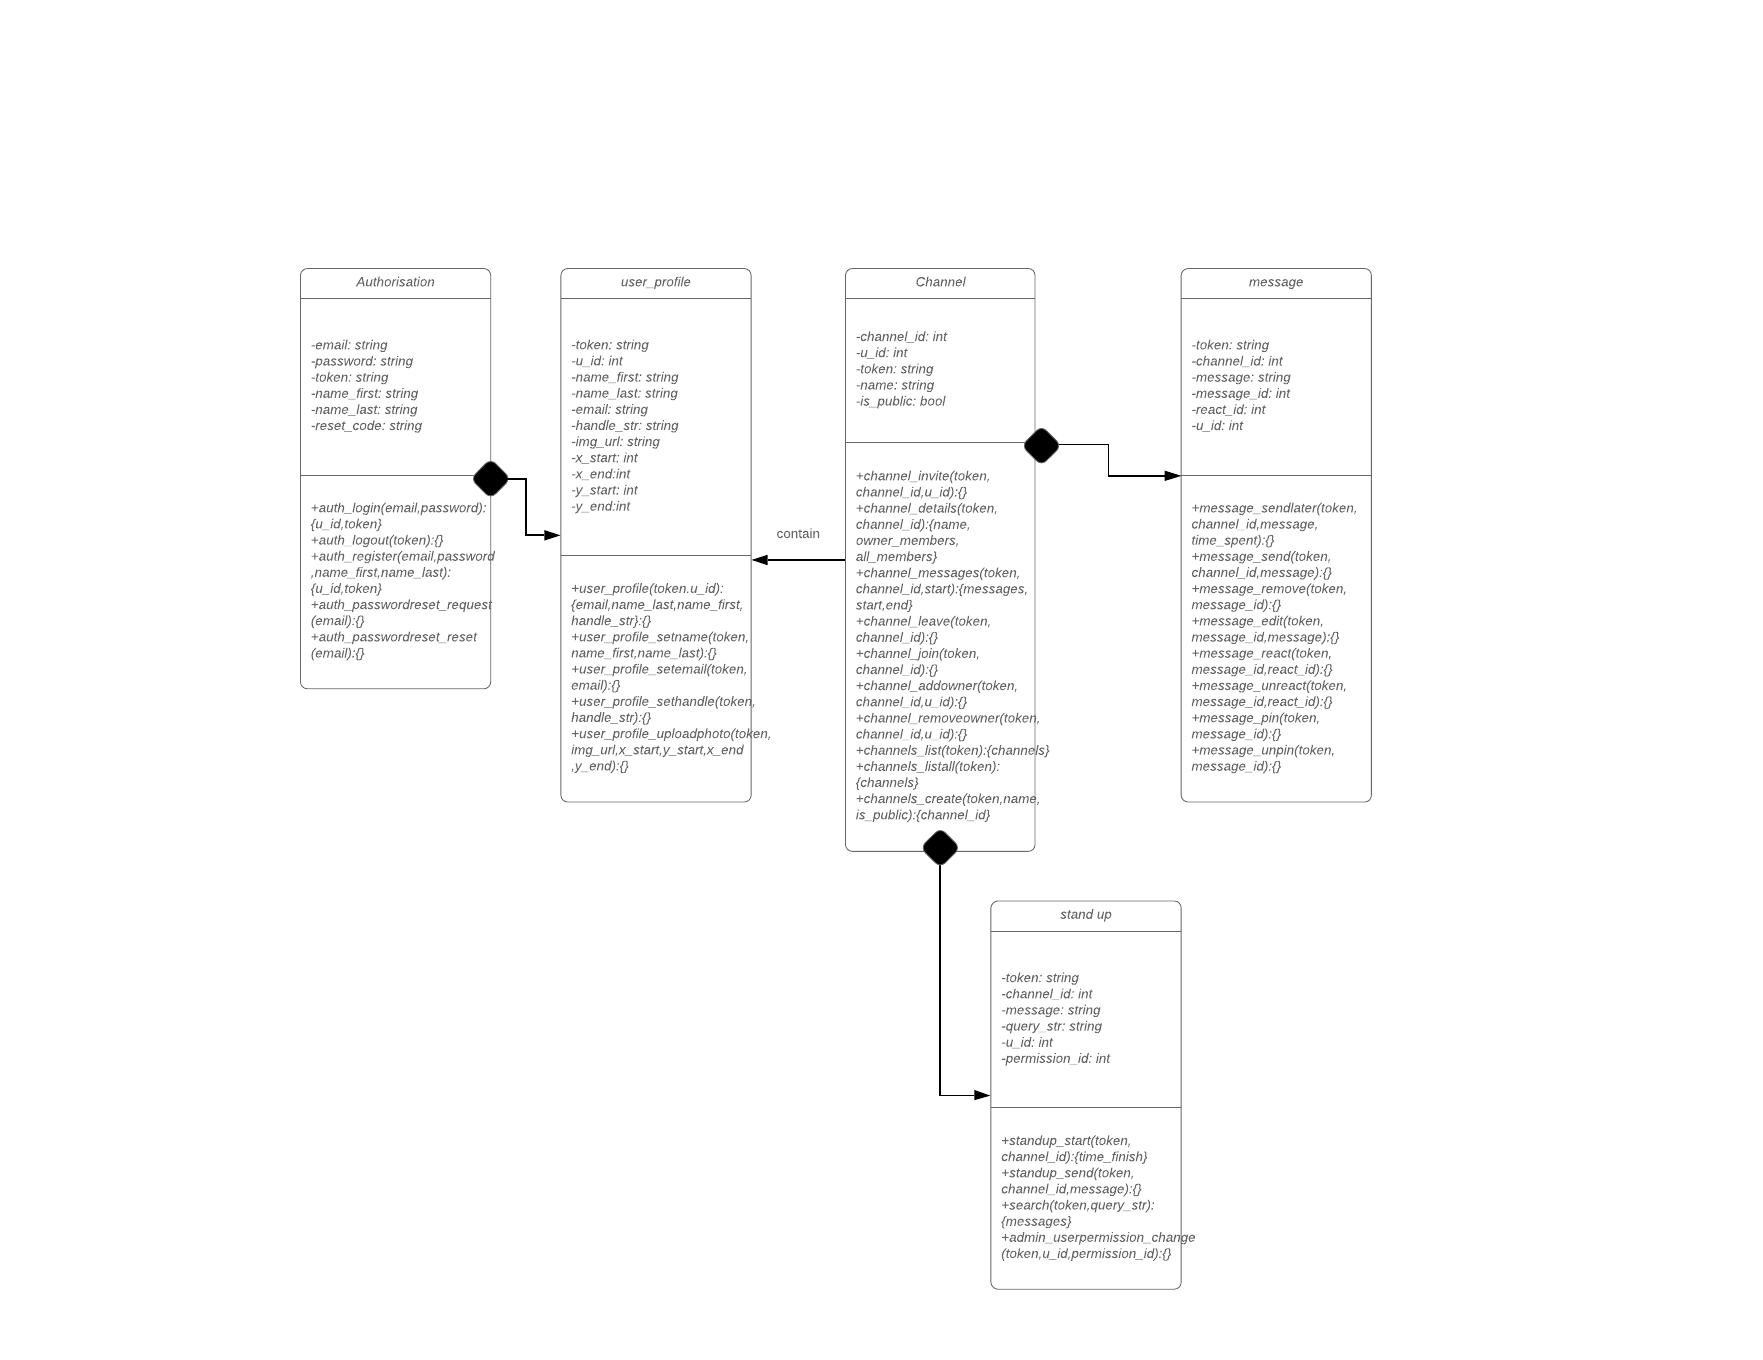 Authorisation
-email: string
-password: string
-token: string
-name_first: string
-name_last: string
-reset_code: string
+auth_login(email,password):
{u_id,token}
+auth_logout(token):{}
+auth_register(email,password
,name_first,name_last):
{u_id,token}
+auth_passwordreset_request
(email):{}
+auth_passwordreset_reset
(email):{}
user_profile
-token: string
-u_id: int
-name_first: string
-name_last: string
-email: string
-handle_str: string
-img_url: string
-x_start: int
-x_end:int
-y_start: int
-y_end:int
+user_profile(token.u_id):
{email,name_last,name_first,
handle_str}:{}
+user_profile_setname(token,
name_first,name_last):{}
+user_profile_setemail(token,
email):{}
+user_profile_sethandle(token,
handle_str):{}
+user_profile_uploadphoto(token,
img_url,x_start,y_start,x_end
,y_end):{}
contain
Channel
-channel_id: int
-u_id: int
-token: string
-name: string
-is_public: bool
+channel_invite(token,
channel_id,u_id):{}
+channel_details(token,
channel_id):{name,
owner_members,
all_members}
+channel_messages(token,
channel_id,start):{messages,
start,end}
+channel_leave(token,
channel_id):{}
+channel_join(token,
channel_id):{}
+channel_addowner(token,
channel_id,u_id):{}
+channel_removeowner(token,
channel_id,u_id):{}
+channels_list(token):{channels}
+channels_listall(token):
{channels}
+channels_create(token,name,
is_public):{channel_id}
message
-token: string
-channel_id: int
-message: string
-message_id: int
-react_id: int
-u_id: int
+message_sendlater(token,
channel_id,message,
time_spent):{}
+message_send(token,
channel_id,message):{}
+message_remove(token,
message_id):{}
+message_edit(token,
message_id,message):{}
+message_react(token,
message_id,react_id):{}
+message_unreact(token,
message_id,react_id):{}
+message_pin(token,
message_id):{}
+message_unpin(token,
message_id):{}
stand up
-token: string
-channel_id: int
-message: string
-query_str: string
-u_id: int
-permission_id: int
+standup_start(token,
channel_id):{time_finish}
+standup_send(token,
channel_id,message):{}
+search(token,query_str):
{messages}
+admin_userpermission_change
(token,u_id,permission_id):{}